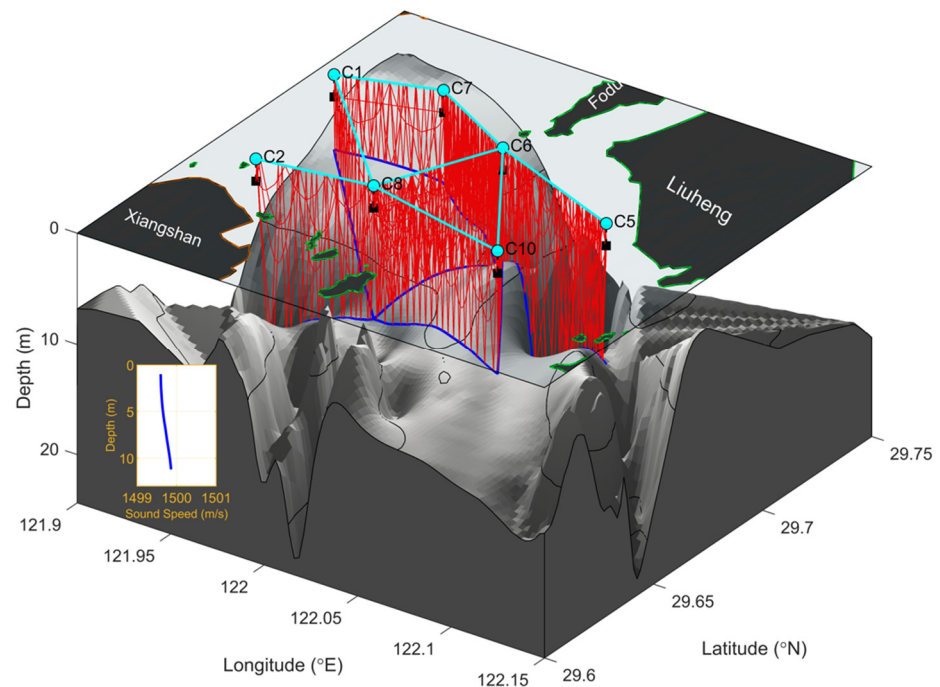 C1
C7
Fodu
C6
C2
C8
Liuheng
C5
Xiangshan
C10
0
10
20
Depth (m)
0
5
10
Depth (m)
1499 1500 1501
Sound Speed (m/s)
121.9
121.95
122
122.05
122.1
122.15
Longitude (°E)
29.75
29.7
29.65
29.6
Latitude (°N)